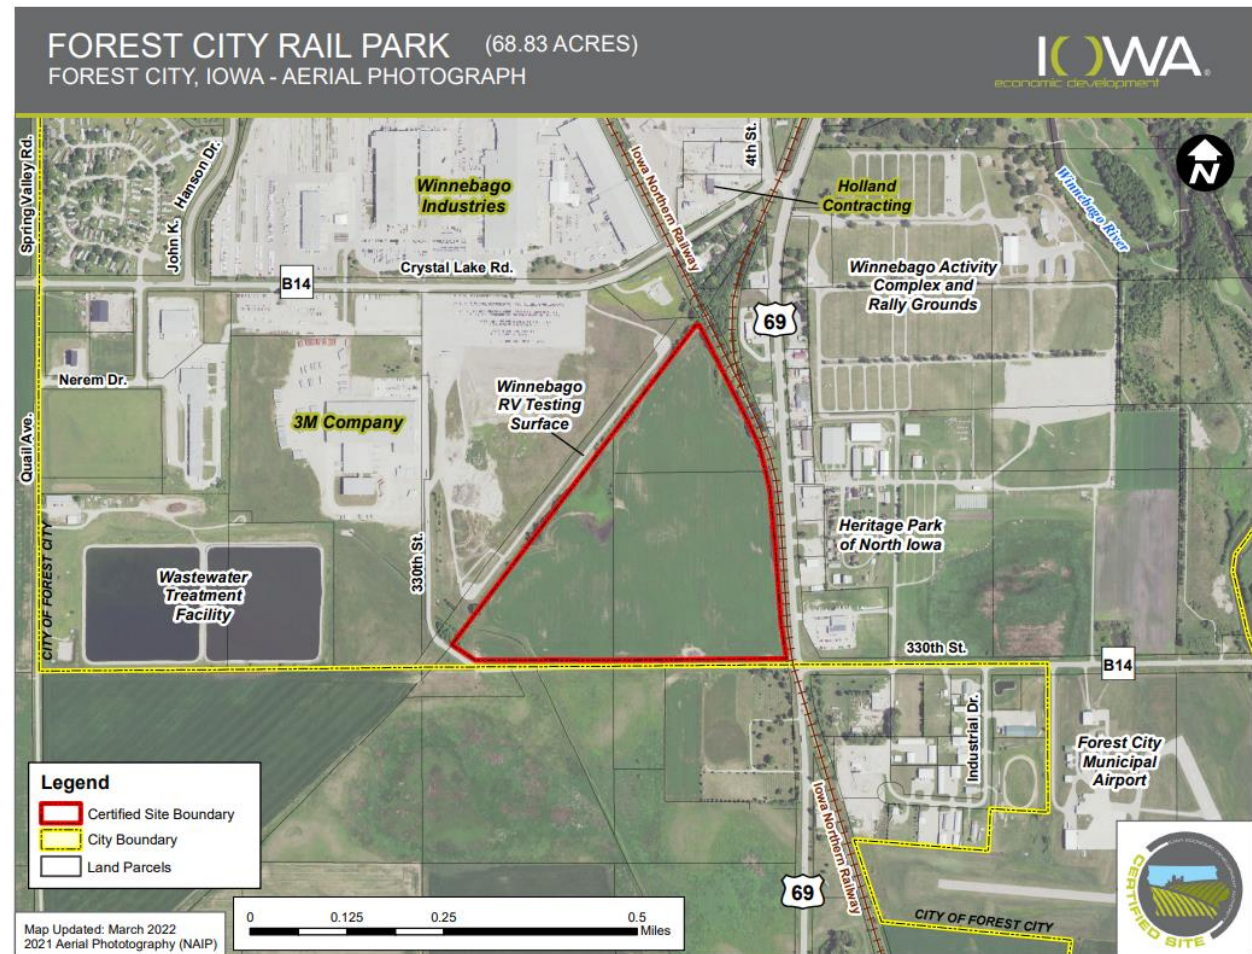 FOREST CITY RAIL PARK (68.83 ACRES)
FOREST CITY, IOWA - AERIAL PHOTOGRAPH
IOWA®
economic development
N
Spring Valley Rd.
John K. Hanson Dr.
Winnebago
Industries
Iowa Northern Railway
4th St.
Holland
Contracting
Winnebago River
Crystal Lake Rd.
B14
Winnebago Activity
Complex and
Rally Grounds
69
Nerem Dr.
Winnebago
RV Testing
Surface
3M Company
Quail Ave.
Heritage Park
of North Iowa
330th St.
Wastewater
Treatment
Facility
CITY OF FOREST CITY
330th St.
B14
Industrial Dr.
Forest City
Municipal
Airport
Iowa Northern Railway
69
CITY OF FOREST CITY
Legend
Certified Site Boundary
City Boundary
Land Parcels
Map Updated: March 2022
2021 Aerial Phototography (NAIP)
0 0.125 0.25 0.5
Miles
CERTIFIED SITE